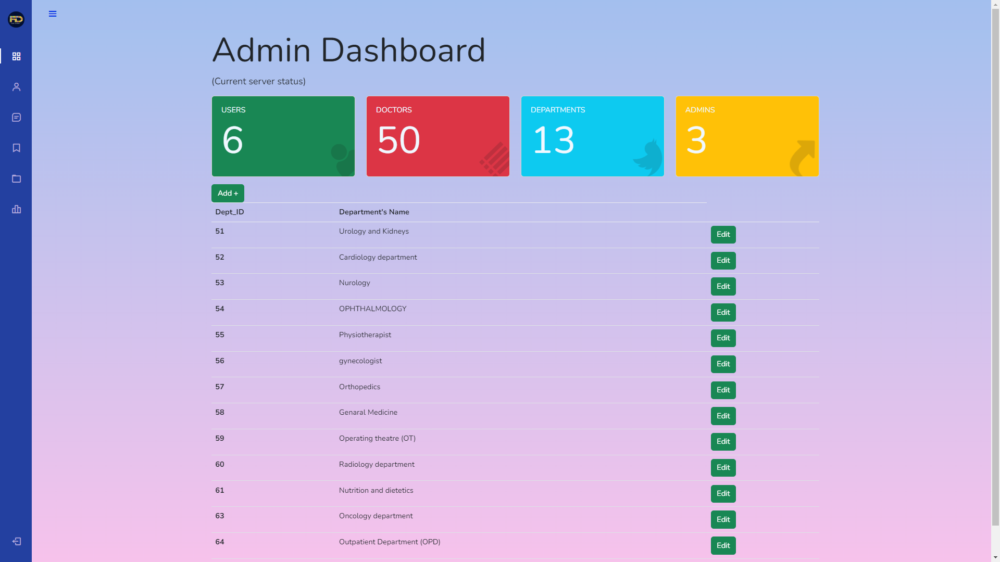 Admin Dashboard
(Current server status)
USERS
6
DOCTORS
50
DEPARTMENTS
13
ADMINS
3
Add +
Dept_ID Department's Name
51 Urology and Kidneys Edit
52 Cardiology department Edit
53 Nurology Edit
54 OPHTHALMOLOGY Edit
55 Physiotherapist Edit
56 gynecologist Edit
57 Orthopedics Edit
58 Genaral Medicine Edit
59 Operating theatre (OT) Edit
60 Radiology department Edit
61 Nutrition and dietetics Edit
63 Oncology department Edit
64 Outpatient Department (OPD) Edit